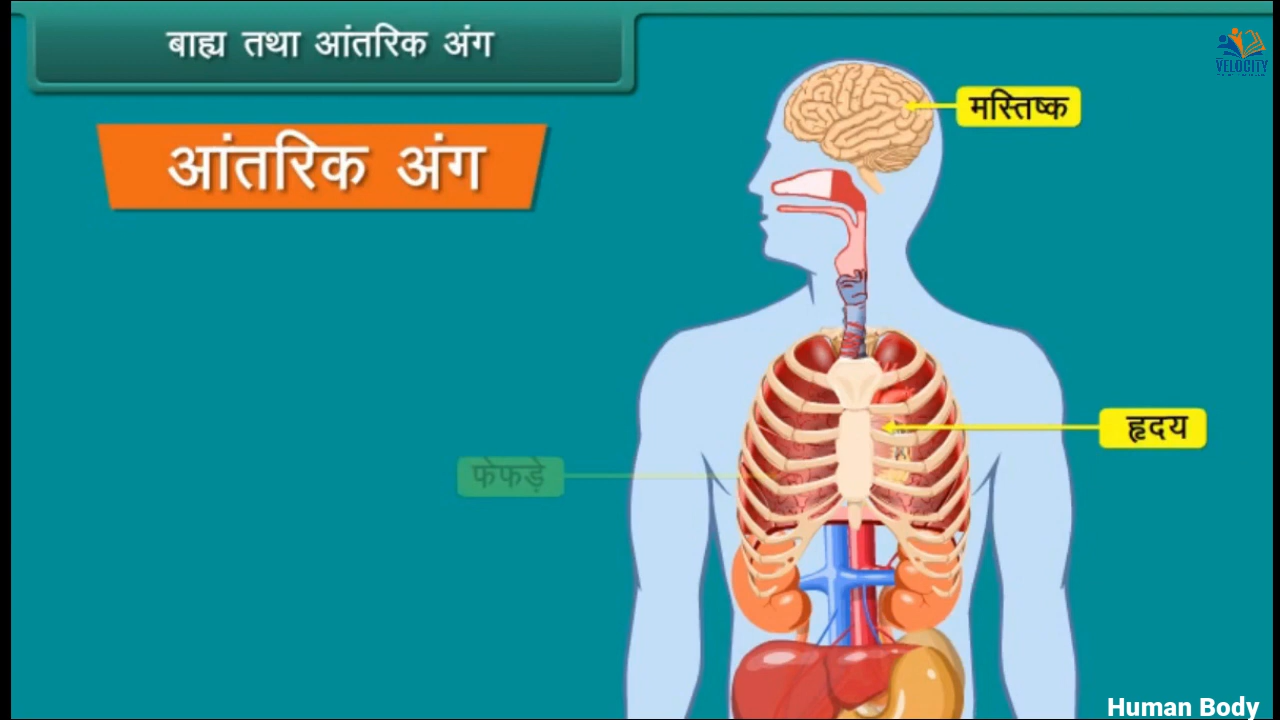 बाह्य तथा आंतरिक अंग
VELOCITY
आंतरिक अंग
मस्तिष्क
हृदय
फेफड़े
Human Body